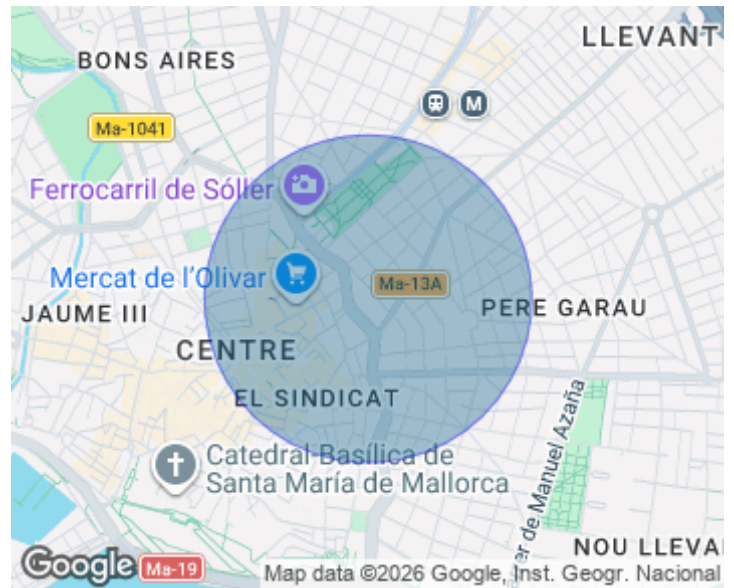 LLEVANT
BONS AIRES
M
Ma-1041
Ferrocarril de Sóller
Mercat de l'Olivar
Ma-13A
JAUME III
PERE GARAU
CENTRE
EL SINDICAT
Catedral Basílica de
Santa María de Mallorca
er de Manuel Azaña
NOU LLEVA
Google
Ma-19
Map data ©2026 Google, Inst. Geogr. Nacional